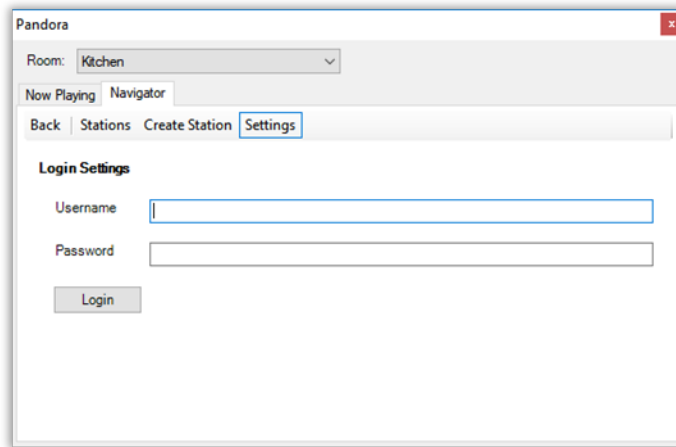 Pandora x
Room: Kitchen
Now Playing Navigator
Back Stations Create Station Settings
Login Settings
Username
Password
Login